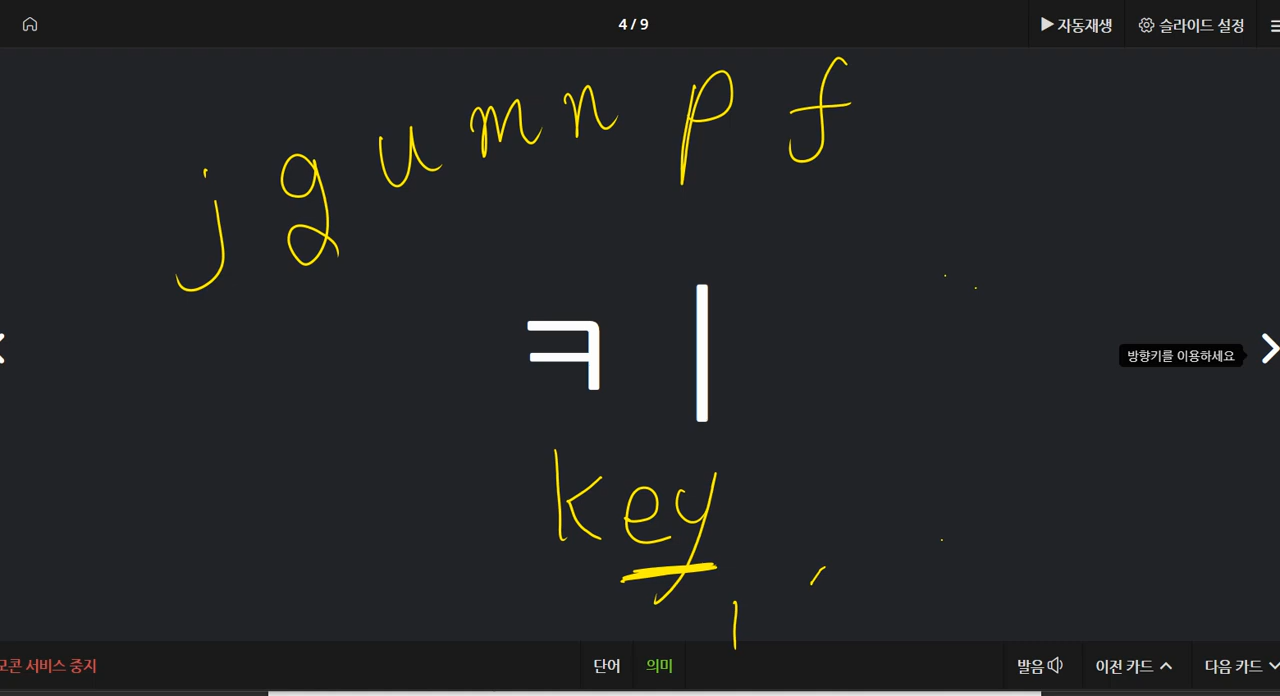 4 / 9
자동재생
슬라이드 설정
j g u m n p f
ㅋㅣ
방향키를 이용하세요
key
ㅣ
모콘 서비스 중지
단어
의미
발음
이전 카드
다음 카드